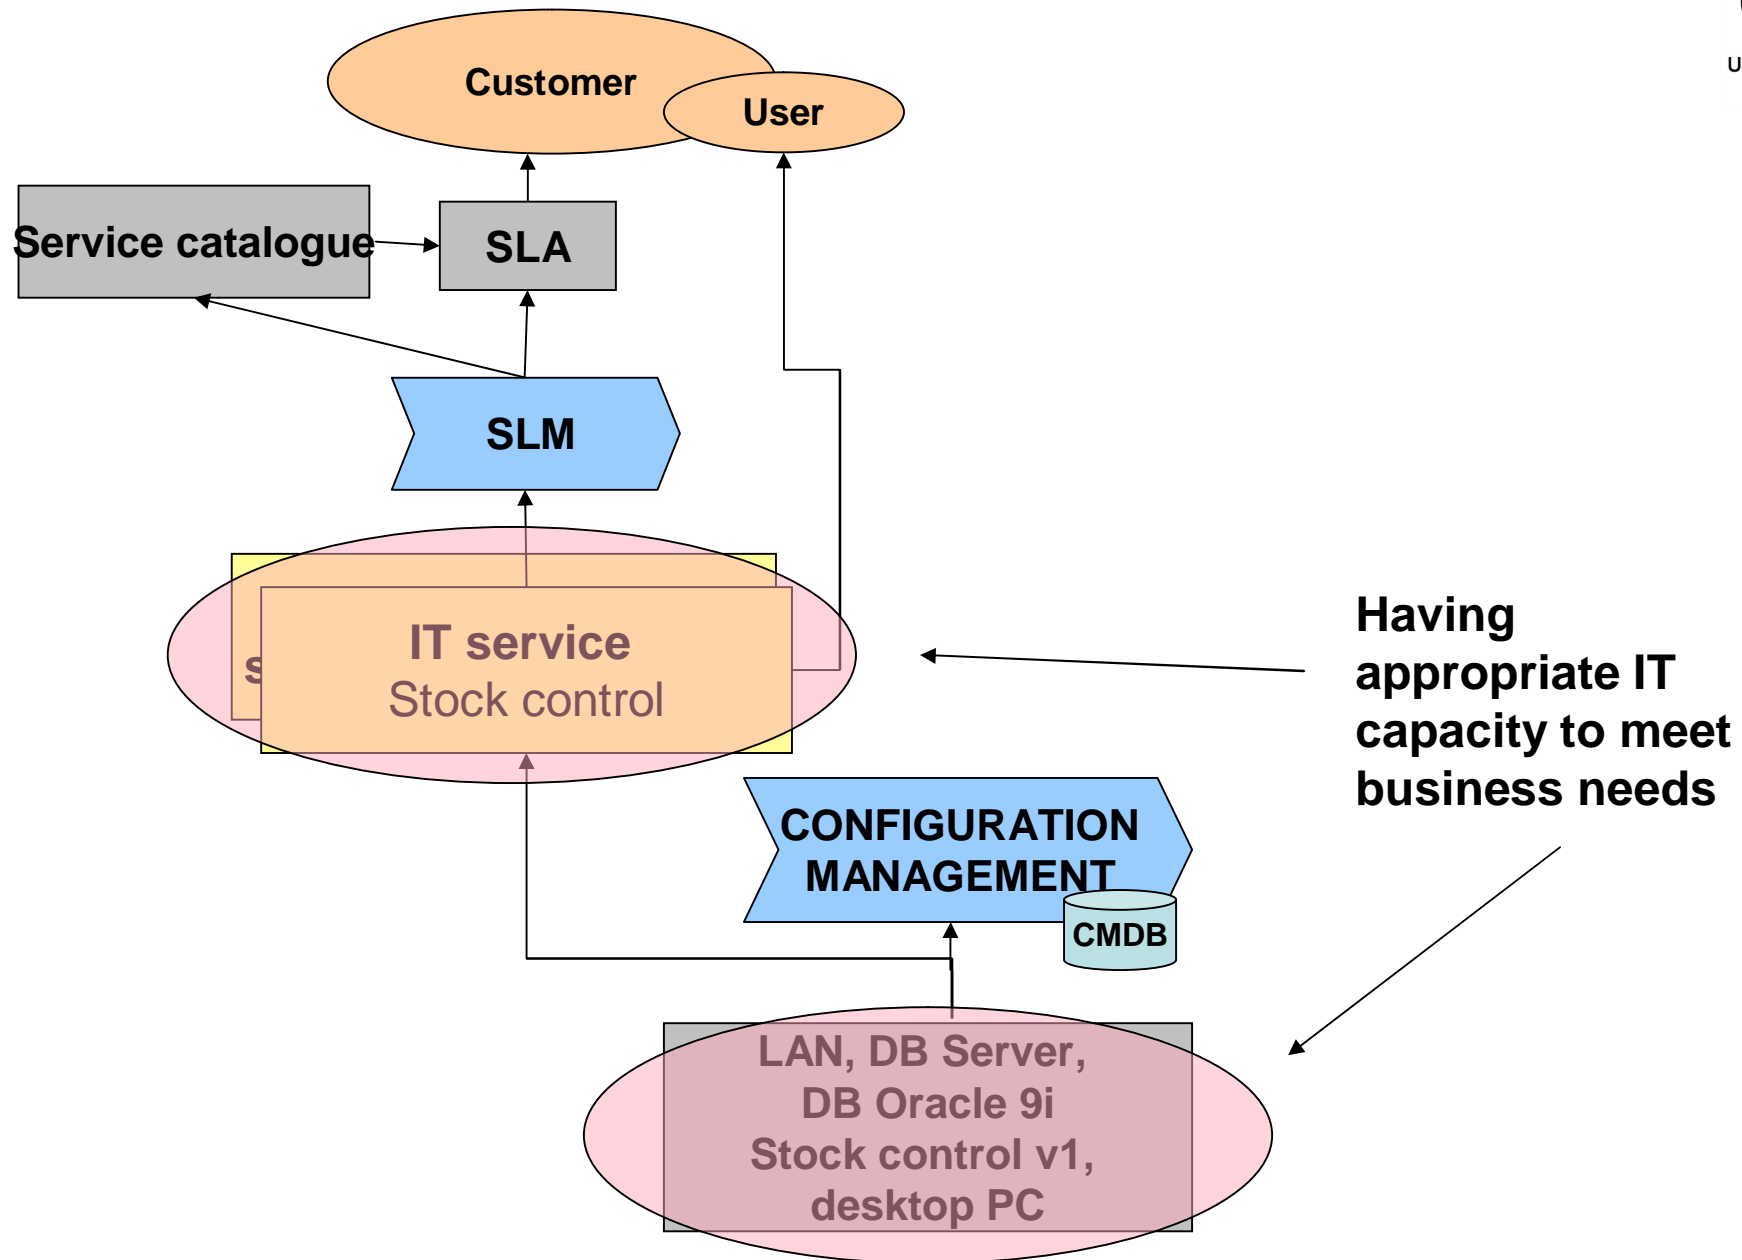 Customer
User
Service catalogue
SLA
SLM
IT service
Stock control
Having
appropriate IT
capacity to meet
business needs
CONFIGURATION
MANAGEMENT
CMDB
LAN, DB Server,
DB Oracle 9i
Stock control v1,
desktop PC